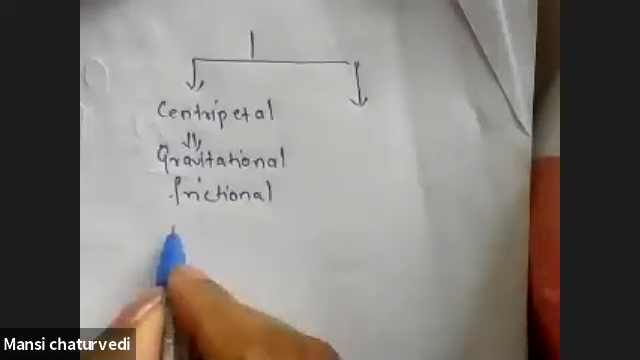 Centripetal
Gravitational
frictional
Mansi chaturvedi